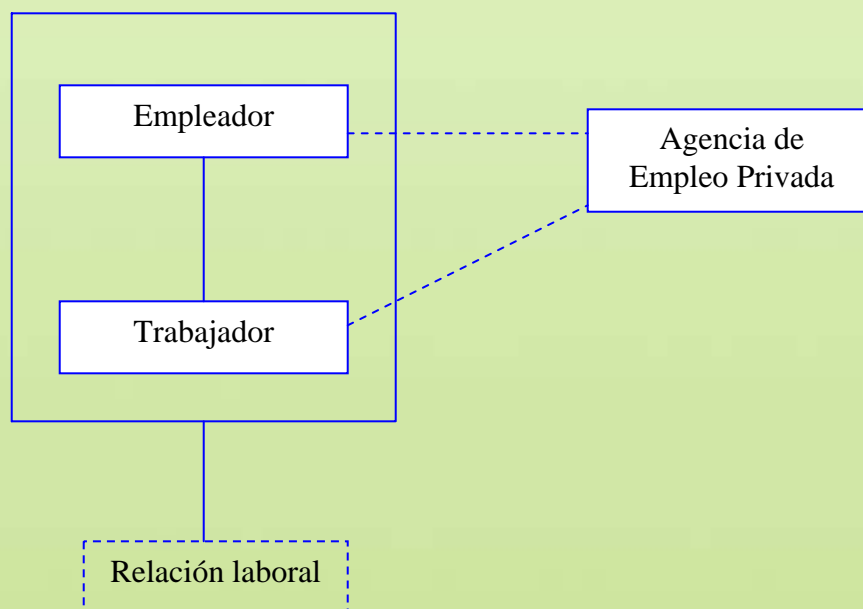 Empleador
Agencia de
Empleo Privada
Trabajador
Relación laboral